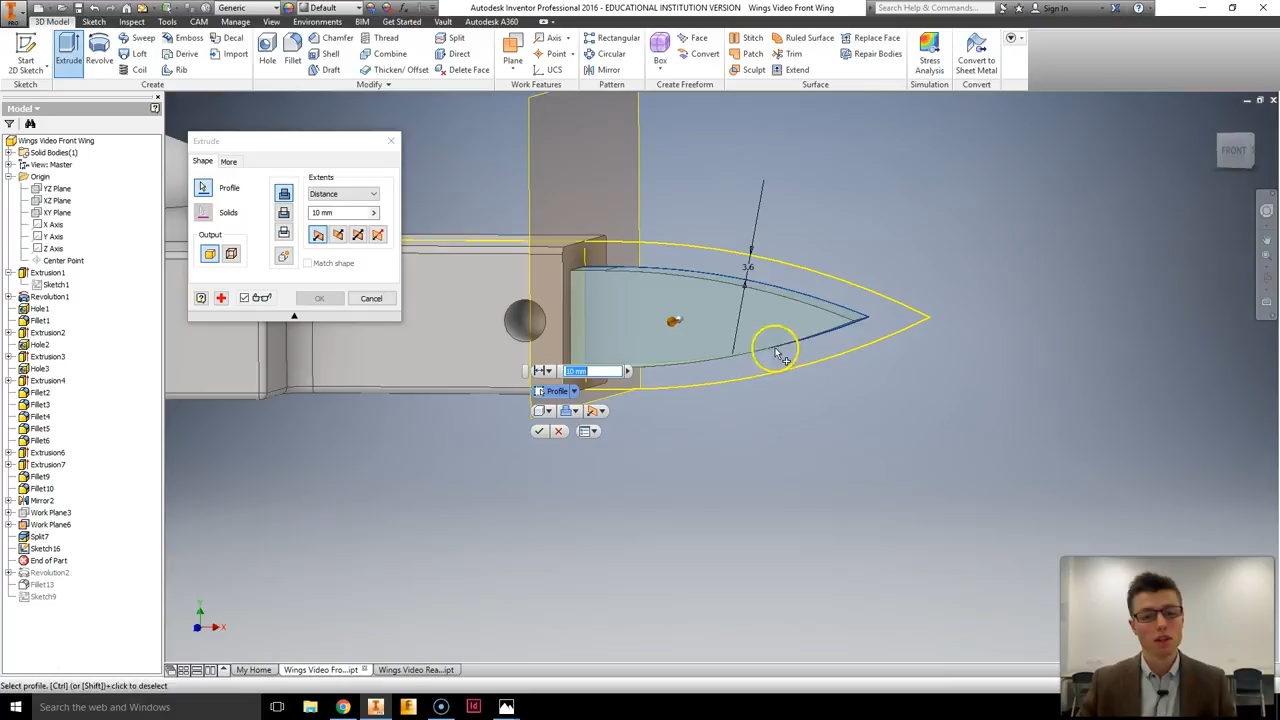 Generic
Default
Autodesk Inventor Professional 2016 - EDUCATIONAL INSTITUTION VERSION    Wings Video Front Wing
Search Help & Commands...
Sign In
PRO
3D Model
Sketch
Inspect
Tools
CAM
Manage
View
Environments
BIM
Get Started
Vault
Autodesk A360
Start
2D Sketch
Extrude
Revolve
Sweep
Loft
Coil
Emboss
Derive
Rib
Decal
Import
Hole
Fillet
Chamfer
Shell
Draft
Thread
Combine
Thicken/ Offset
Split
Direct
Delete Face
Plane
Axis
Point
UCS
Rectangular
Circular
Mirror
Box
Face
Convert
Stitch
Patch
Sculpt
Ruled Surface
Trim
Extend
Replace Face
Repair Bodies
Stress
Analysis
Convert to
Sheet Metal
Sketch
Create
Modify
Work Features
Pattern
Create Freeform
Surface
Simulation
Convert
Model
Wings Video Front Wing
Solid Bodies(1)
View: Master
Origin
YZ Plane
XZ Plane
XY Plane
X Axis
Y Axis
Z Axis
Center Point
Extrusion1
Sketch1
Revolution1
Hole1
Fillet1
Extrusion2
Hole2
Extrusion3
Hole3
Extrusion4
Fillet2
Fillet3
Fillet4
Fillet5
Fillet6
Extrusion6
Extrusion7
Fillet9
Fillet10
Mirror2
Work Plane3
Work Plane6
Split7
Sketch16
End of Part
Revolution2
Fillet13
Sketch9
Extrude
Shape
More
Profile
Solids
Output
Extents
Distance
10 mm
Match shape
OK
Cancel
3.6
10 mm
Profile
FRONT
Y
X
My Home
Wings Video Fro...ipt
Wings Video Rea...ipt
Select profile. [Ctrl] (or [Shift])+click to deselect
Search the web and Windows